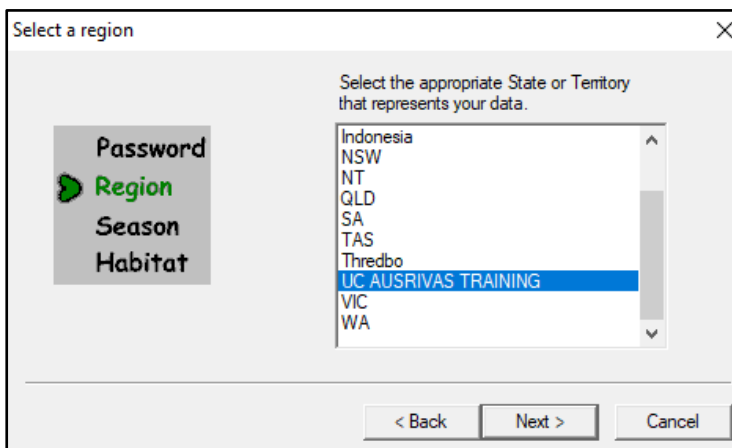 Select a region
Select the appropriate State or Territory
that represents your data.
Password
Region
Season
Habitat
Indonesia
NSW
NT
QLD
SA
TAS
Thredbo
UC AUSRIVAS TRAINING
VIC
WA
< Back
Next >
Cancel